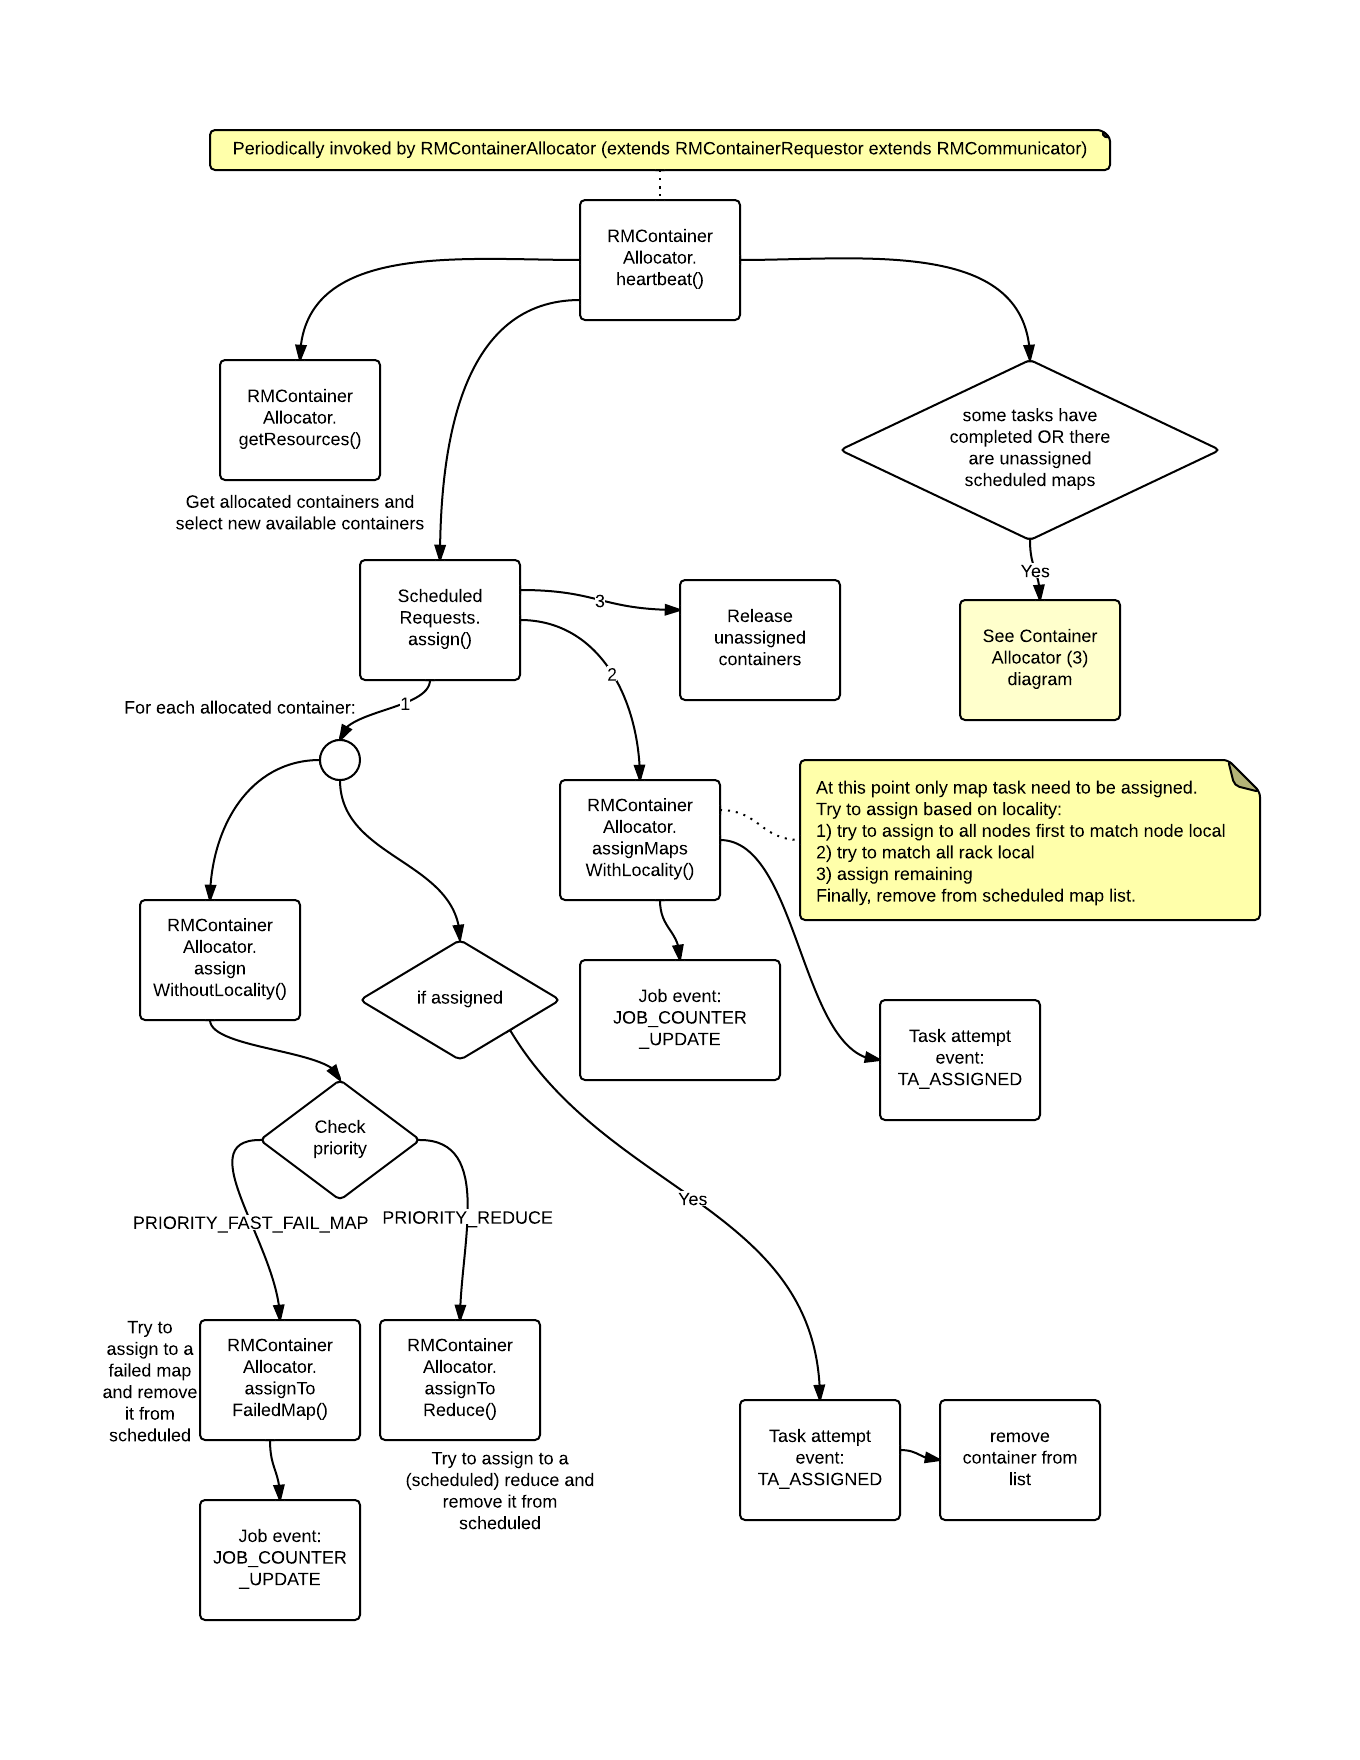 Periodically invoked by RMContainerAllocator (extends RMContainerRequestor extends RMCommunicator)
RMContainer
Allocator.
heartbeat()
RMContainer
Allocator.
getResources()
Get allocated containers and
select new available containers
some tasks have
completed OR there
are unassigned
scheduled maps
Yes
See Container
Allocator (3)
diagram
Scheduled
Requests.
assign()
3
Release
unassigned
containers
2
1
For each allocated container:
RMContainer
Allocator.
assignMaps
WithLocality()
At this point only map task need to be assigned.
Try to assign based on locality:
1) try to assign to all nodes first to match node local
2) try to match all rack local
3) assign remaining
Finally, remove from scheduled map list.
RMContainer
Allocator.
assign
WithoutLocality()
if assigned
Job event:
JOB_COUNTER
_UPDATE
Task attempt
event:
TA_ASSIGNED
Check
priority
Yes
PRIORITY_FAST_FAIL_MAP
PRIORITY_REDUCE
Try to
assign to a
failed map
and remove
it from
scheduled
RMContainer
Allocator.
assignTo
FailedMap()
RMContainer
Allocator.
assignTo
Reduce()
Try to assign to a
(scheduled) reduce and
remove it from
scheduled
Task attempt
event:
TA_ASSIGNED
remove
container from
list
Job event:
JOB_COUNTER
_UPDATE